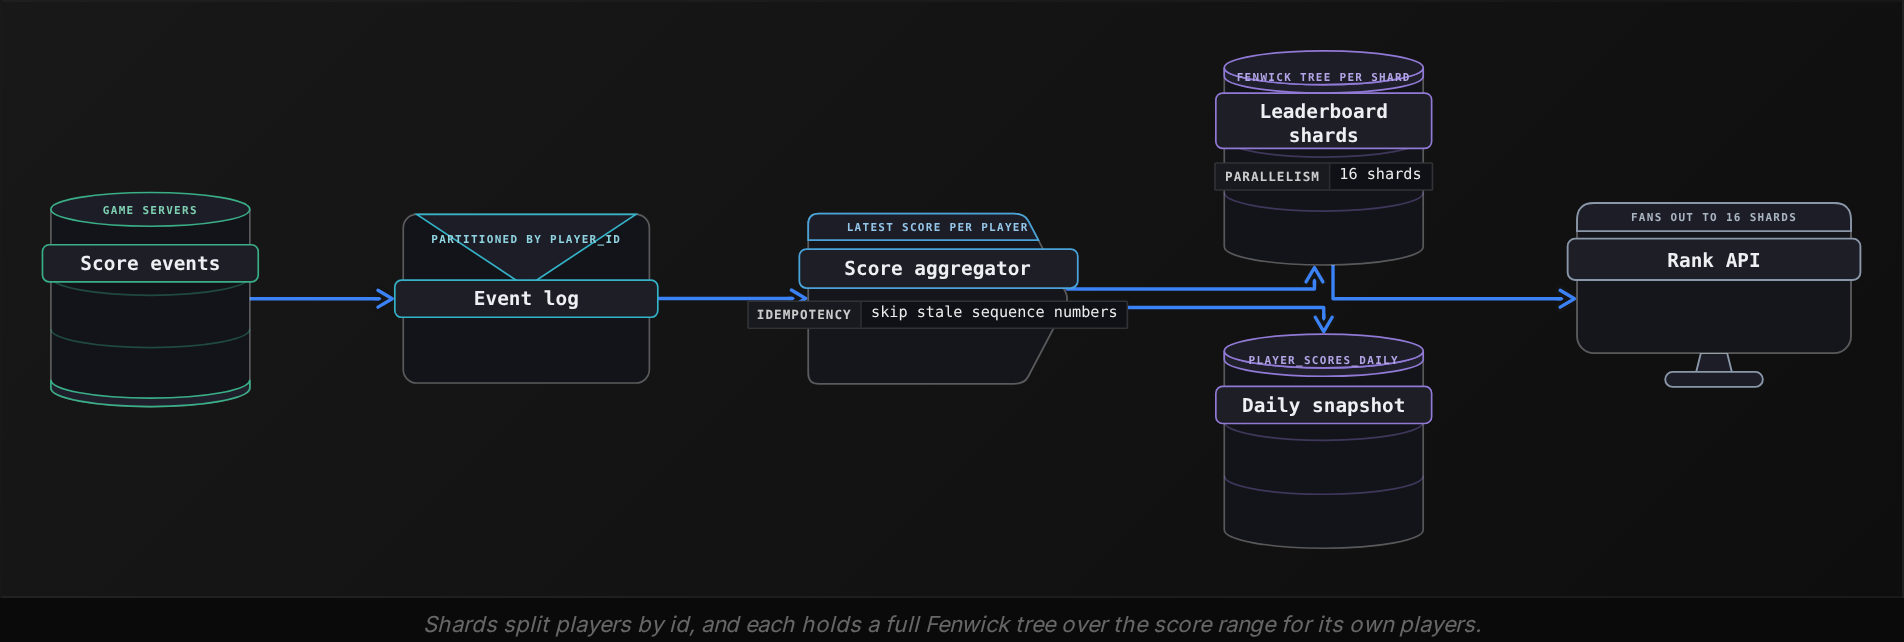 GAME SERVERS
Score events
PARTITIONED BY PLAYER_ID
Event log
LATEST SCORE PER PLAYER
Score aggregator
IDEMPOTENCY skip stale sequence numbers
FENWICK TREE PER SHARD
Leaderboard
shards
PARALLELISM 16 shards
PLAYER_SCORES_DAILY
Daily snapshot
FANS OUT TO 16 SHARDS
Rank API
Shards split players by id, and each holds a full Fenwick tree over the score range for its own players.